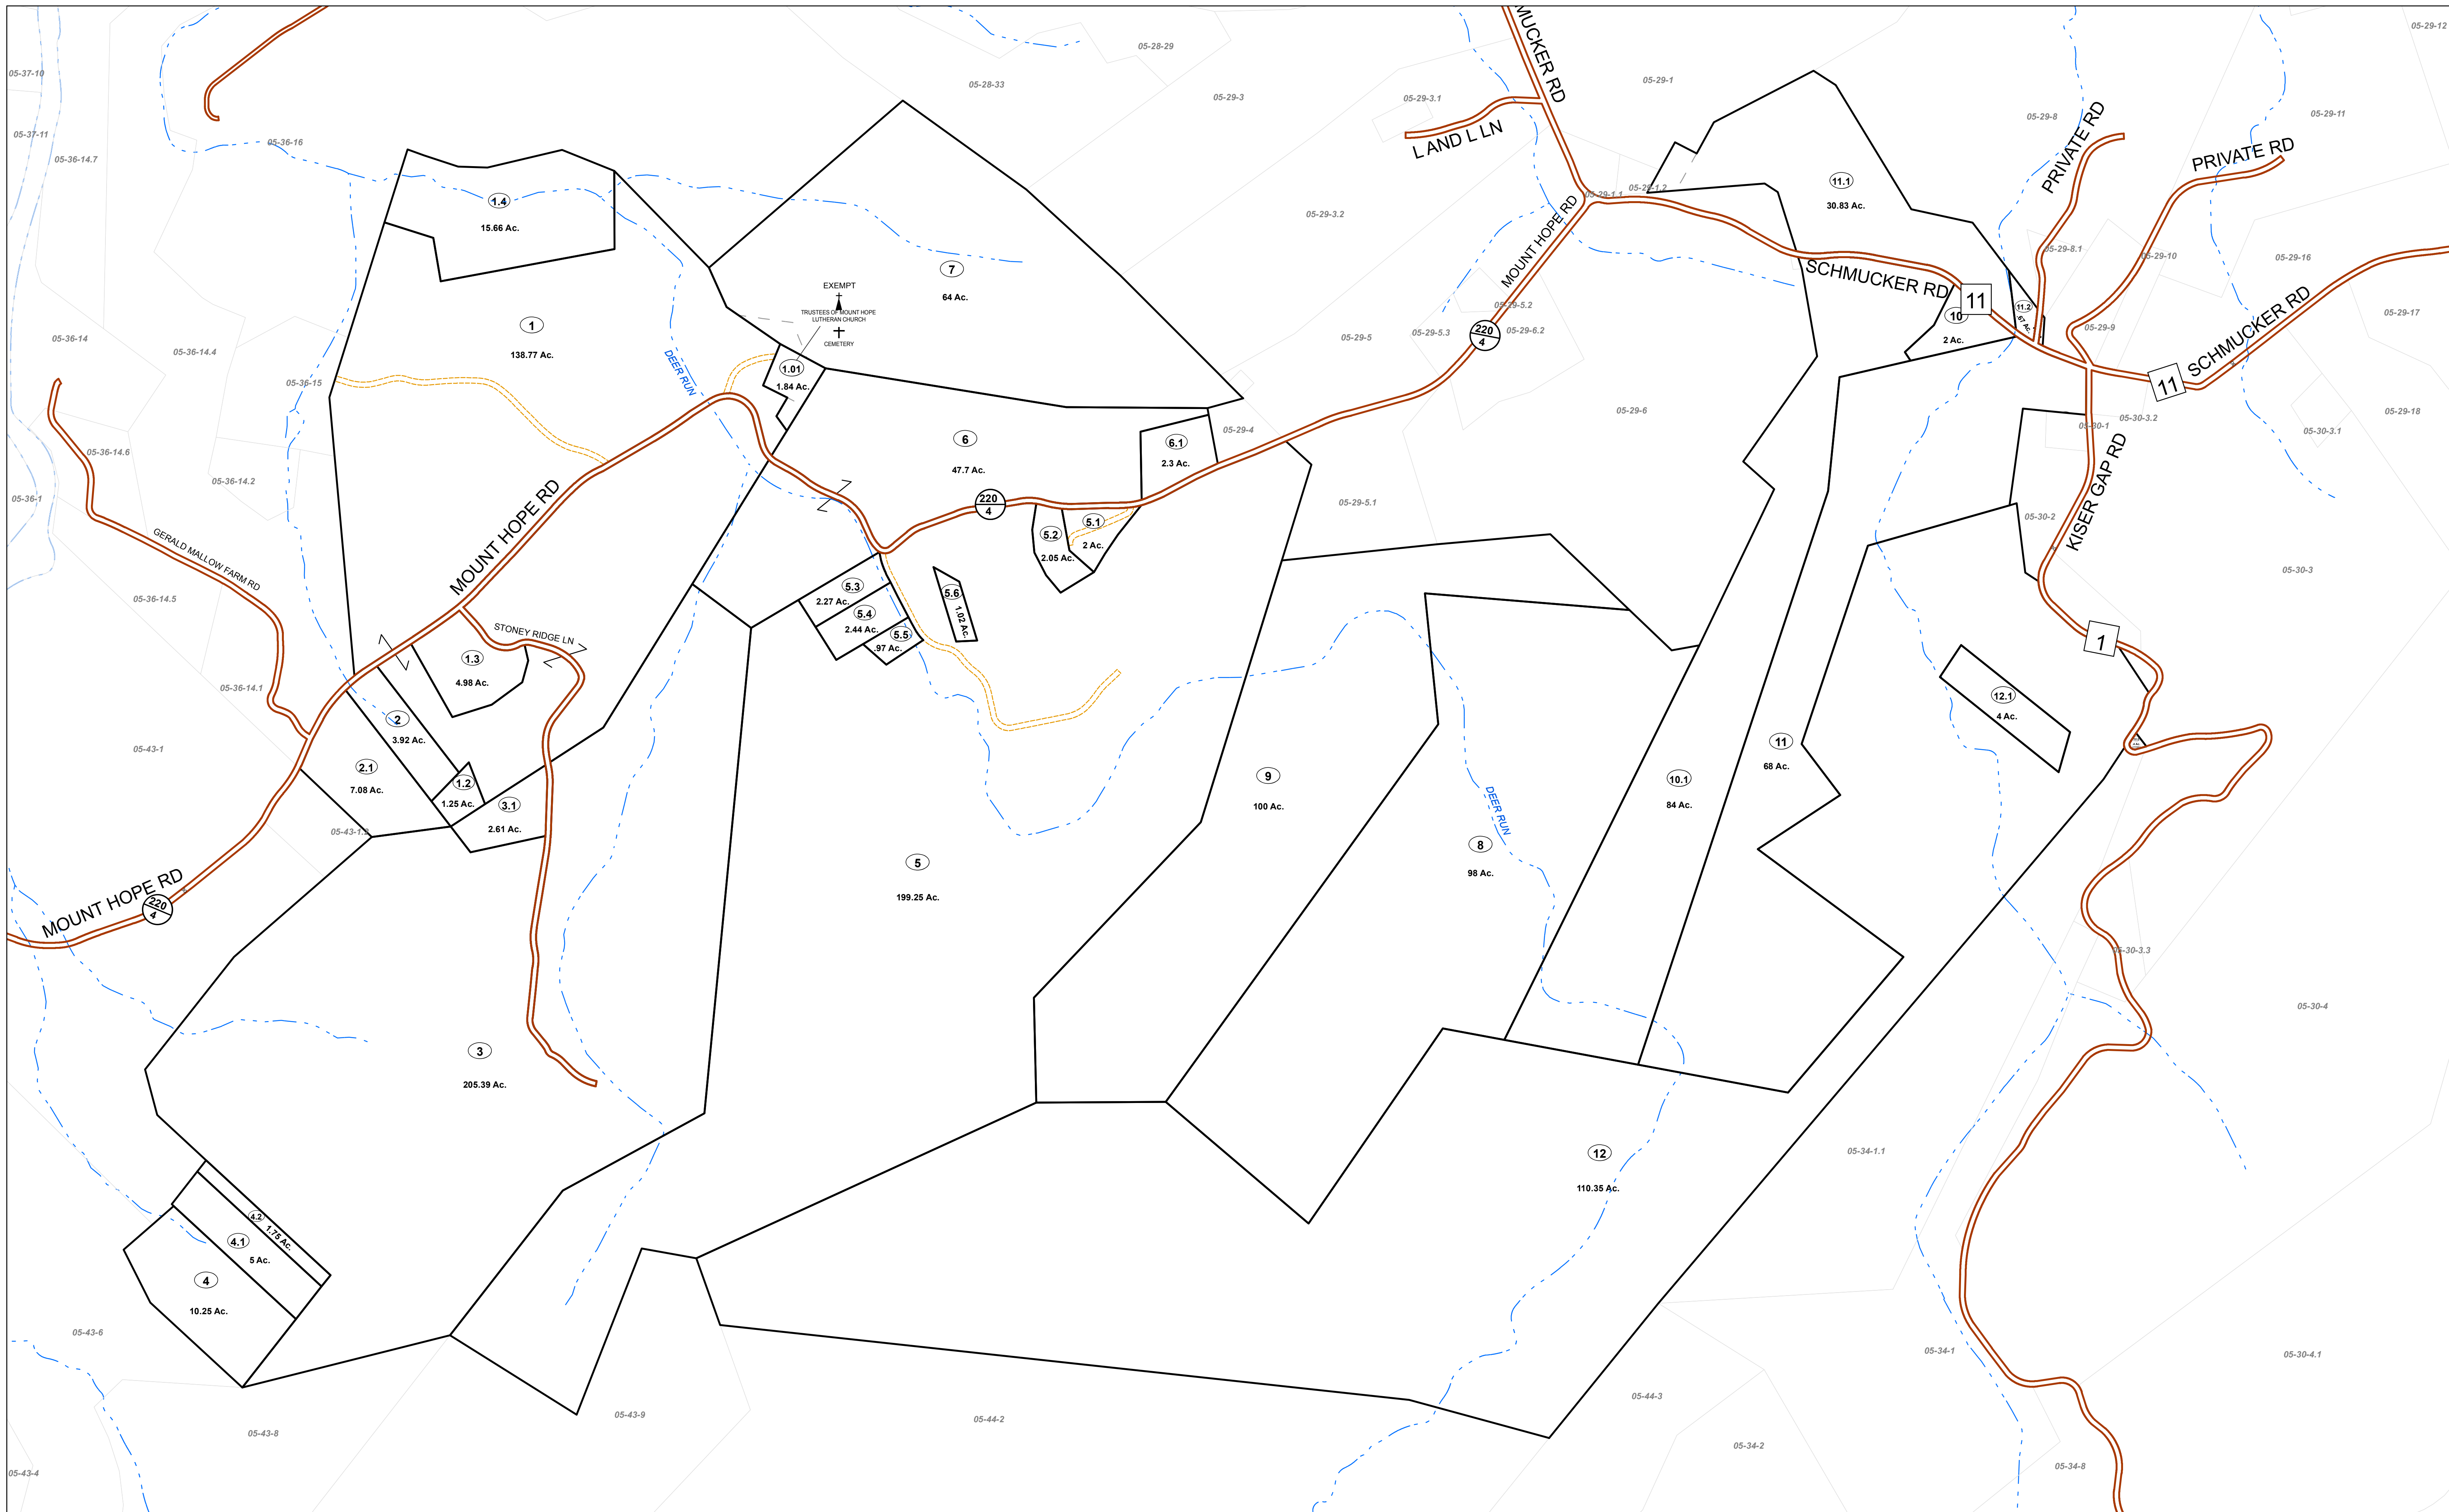 05-37-10
05-37-11
05-36-14.7
05-36-16
05-28-29
05-28-33
05-29-3
05-29-3.1
LAND L LN
MUCKER RD
05-29-1
05-29-12
05-29-11
05-29-8
PRIVATE RD
PRIVATE RD
1.4
15.66 Ac.
05-29-3.2
MOUNT HOPE RD
05-29-1.1
05-29-1.2
11.1
30.83 Ac.
05-29-8.1
05-29-10
05-29-16
7
64 Ac.
EXEMPT
TRUSTEES OF MOUNT HOPE
LUTHERAN CHURCH
CEMETERY
1
138.77 Ac.
DEER RUN
1.01
1.84 Ac.
SCHMUCKER RD
11
10
2 Ac.
11.2
.67 Ac.
05-29-9
11
SCHMUCKER RD
05-29-17
05-29-18
05-36-14
05-36-14.4
05-36-15
05-29-5
05-29-5.3
05-29-5.2
05-29-6.2
220
4
05-29-6
05-29-4
6
47.7 Ac.
6.1
2.3 Ac.
05-30-3.2
05-30-1
05-30-3.1
05-36-14.6
05-36-14.2
05-36-1
220
4
05-29-5.1
05-30-2
KISER GAP RD
MOUNT HOPE RD
GERALD MALLOW FARM RD
5.2
2.05 Ac.
5.1
2 Ac.
05-30-3
05-36-14.5
STONEY RIDGE LN
5.3
2.27 Ac.
5.4
2.44 Ac.
5.5
.97 Ac.
5.6
1.02 Ac.
1
1.3
4.98 Ac.
05-36-14.1
12.1
4 Ac.
2
3.92 Ac.
05-43-1
2.1
7.08 Ac.
1.2
1.25 Ac.
3.1
2.61 Ac.
05-43-1.2
9
100 Ac.
DEER RUN
10.1
84 Ac.
11
68 Ac.
8
98 Ac.
5
199.25 Ac.
MOUNT HOPE RD
220
4
05-30-3.3
05-30-4
3
205.39 Ac.
12
110.35 Ac.
05-34-1.1
4.2
1.75 Ac.
4.1
5 Ac.
4
10.25 Ac.
05-43-6
05-34-1
05-30-4.1
05-43-8
05-43-9
05-44-2
05-44-3
05-34-2
05-34-8
05-43-4